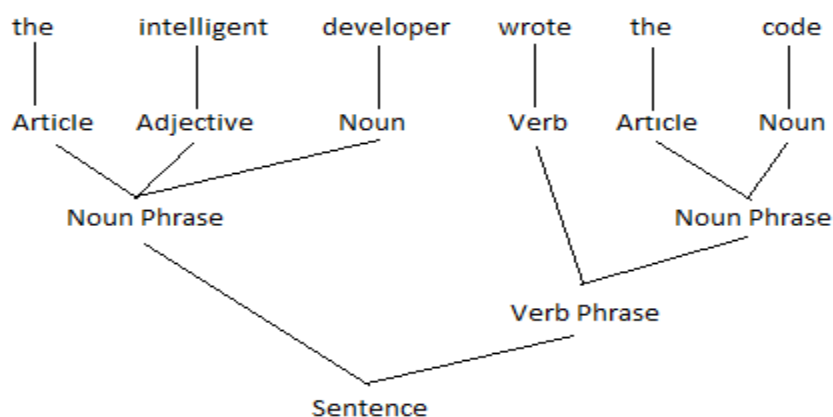 the intelligent developer wrote the code
Article Adjective Noun Verb Article Noun
Noun Phrase Noun Phrase
Verb Phrase
Sentence